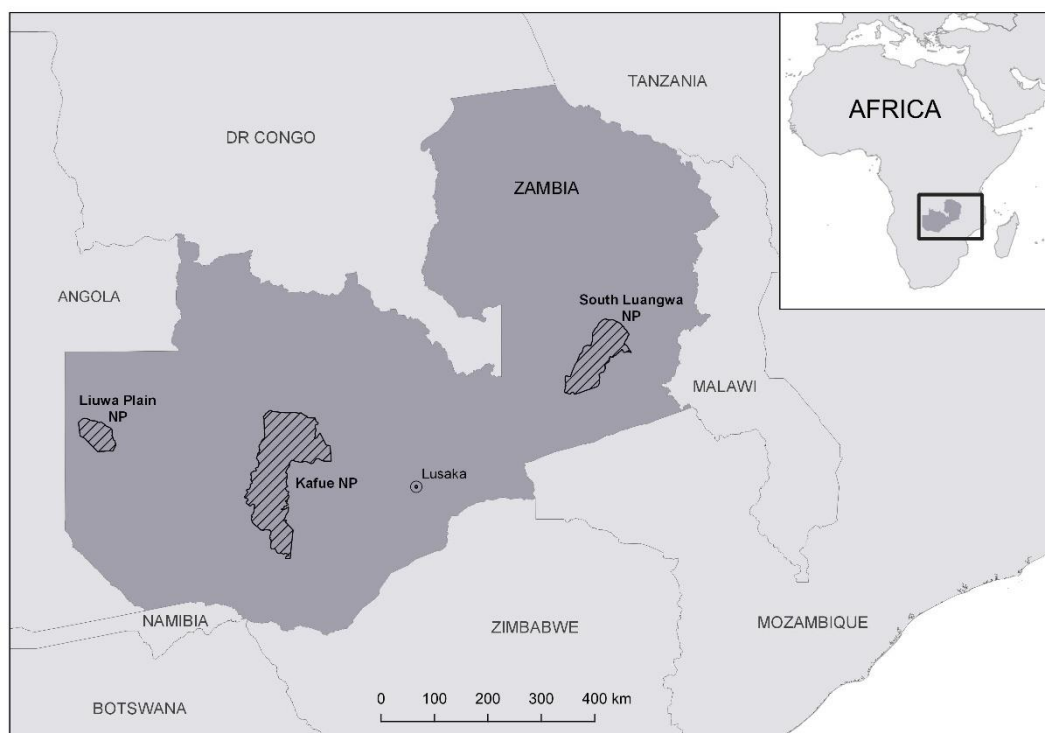 TANZANIA
AFRICA
DR CONGO
ZAMBIA
ANGOLA
South Luangwa
NP
MALAWI
Liuwa Plain
NP
Lusaka
Kafue NP
NAMIBIA
ZIMBABWE
MOZAMBIQUE
0 100 200 300 400 km
BOTSWANA